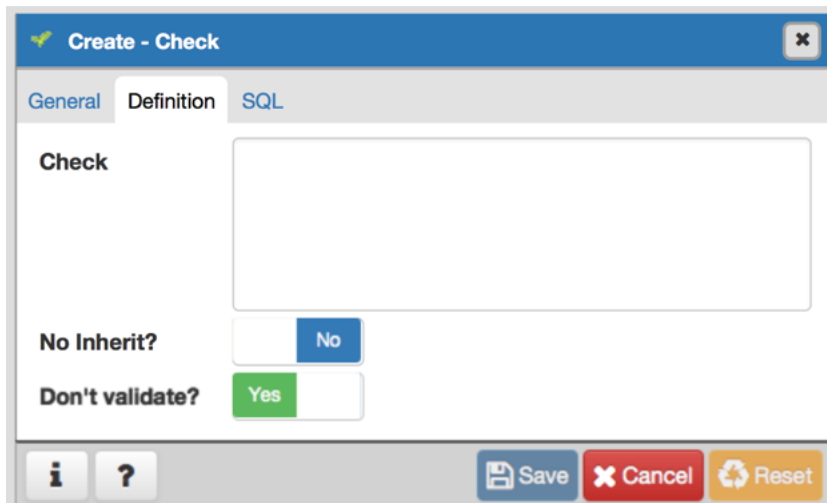 Create - Check
General Definition SQL
Check
No Inherit? No
Don't validate? Yes
i ? Save Cancel Reset